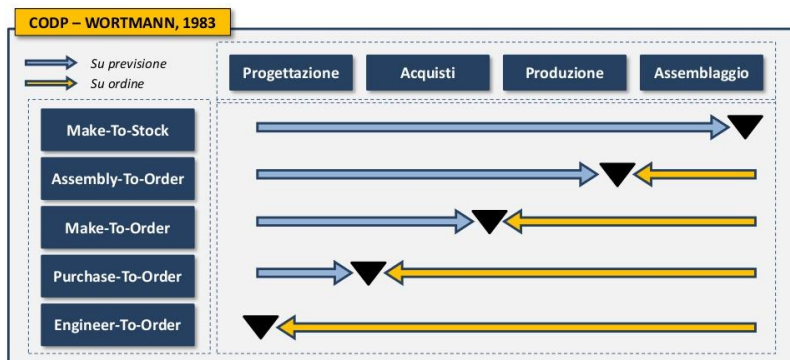 CODP – WORTMANN, 1983
Su previsione
Su ordine
Progettazione
Acquisti
Produzione
Assemblaggio
Make-To-Stock
Assembly-To-Order
Make-To-Order
Purchase-To-Order
Engineer-To-Order